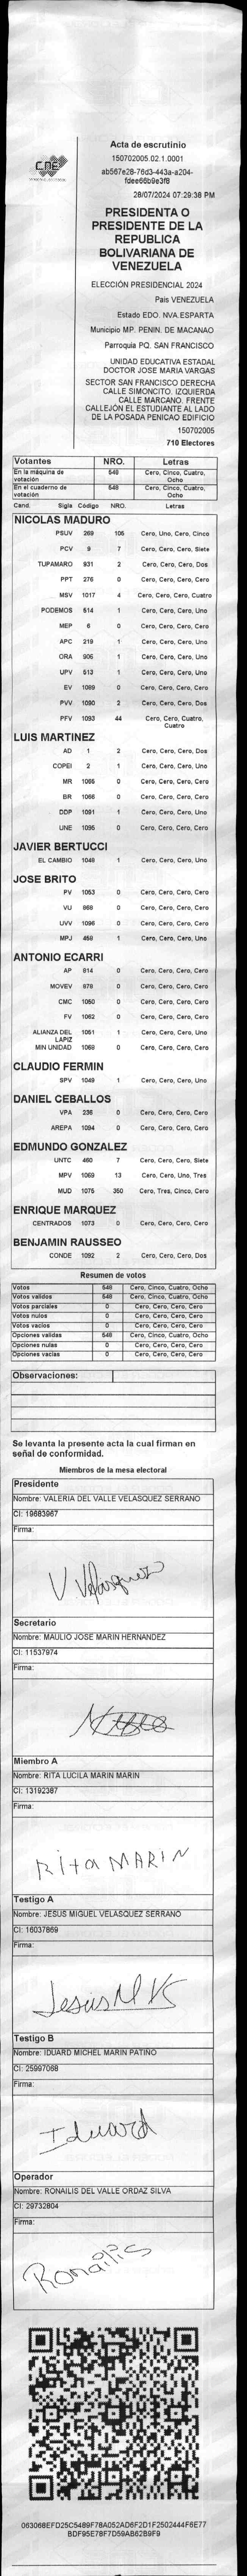 CNE
Acta de escrutinio
150702005.02.1.0001
ab567e28-76d3-443a-a204-
fdee66b9e3f8
28/07/2024 07:29:38 PM
PRESIDENTA O
PRESIDENTE DE LA
REPUBLICA
BOLIVARIANA DE
VENEZUELA
ELECCIÓN PRESIDENCIAL 2024
Pais VENEZUELA
Estado EDO. NVA.ESPARTA
Municipio MP. PENIN. DE MACANAO
Parroquia PQ. SAN FRANCISCO
UNIDAD EDUCATIVA ESTADAL
DOCTOR JOSE MARIA VARGAS
SECTOR SAN FRANCISCO DERECHA
CALLE SIMONCITO. IZQUIERDA
CALLE MARCANO. FRENTE
CALLEJÓN EL ESTUDIANTE AL LADO
DE LA POSADA PENICAO EDIFICIO
150702005
710 Electores
Votantes NRO. Letras
En la máquina de votación 548 Cero, Cinco, Cuatro, Ocho
En el cuaderno de votación 548 Cero, Cinco, Cuatro, Ocho
Cand. Sigla Código NRO. Letras
NICOLAS MADURO
PSUV 269 105 Cero, Uno, Cero, Cinco
PCV 9 7 Cero, Cero, Cero, Siete
TUPAMARO 931 2 Cero, Cero, Cero, Dos
PPT 276 0 Cero, Cero, Cero, Cero
MSV 1017 4 Cero, Cero, Cero, Cuatro
PODEMOS 514 1 Cero, Cero, Cero, Uno
MEP 6 0 Cero, Cero, Cero, Cero
APC 219 1 Cero, Cero, Cero, Uno
ORA 906 1 Cero, Cero, Cero, Uno
UPV 513 1 Cero, Cero, Cero, Uno
EV 1089 0 Cero, Cero, Cero, Cero
PVV 1090 2 Cero, Cero, Cero, Dos
PFV 1093 44 Cero, Cero, Cuatro, Cuatro
LUIS MARTINEZ
AD 1 2 Cero, Cero, Cero, Dos
COPEI 2 1 Cero, Cero, Cero, Uno
MR 1065 0 Cero, Cero, Cero, Cero
BR 1066 0 Cero, Cero, Cero, Cero
DDP 1091 1 Cero, Cero, Cero, Uno
UNE 1095 0 Cero, Cero, Cero, Cero
JAVIER BERTUCCI
EL CAMBIO 1048 1 Cero, Cero, Cero, Uno
JOSE BRITO
PV 1053 0 Cero, Cero, Cero, Cero
VU 868 0 Cero, Cero, Cero, Cero
UVV 1096 0 Cero, Cero, Cero, Cero
MPJ 458 1 Cero, Cero, Cero, Uno
ANTONIO ECARRI
AP 814 0 Cero, Cero, Cero, Cero
MOVEV 878 0 Cero, Cero, Cero, Cero
CMC 1050 0 Cero, Cero, Cero, Cero
FV 1062 0 Cero, Cero, Cero, Cero
ALIANZA DEL LAPIZ 1051 1 Cero, Cero, Cero, Uno
MIN UNIDAD 1068 0 Cero, Cero, Cero, Cero
CLAUDIO FERMIN
SPV 1049 1 Cero, Cero, Cero, Uno
DANIEL CEBALLOS
VPA 236 0 Cero, Cero, Cero, Cero
AREPA 1094 0 Cero, Cero, Cero, Cero
EDMUNDO GONZALEZ
UNTC 460 7 Cero, Cero, Cero, Siete
MPV 1069 13 Cero, Cero, Uno, Tres
MUD 1075 350 Cero, Tres, Cinco, Cero
ENRIQUE MARQUEZ
CENTRADOS 1073 0 Cero, Cero, Cero, Cero
BENJAMIN RAUSSEO
CONDE 1092 2 Cero, Cero, Cero, Dos
Resumen de votos
Votos 548 Cero, Cinco, Cuatro, Ocho
Votos validos 548 Cero, Cinco, Cuatro, Ocho
Votos parciales 0 Cero, Cero, Cero, Cero
Votos nulos 0 Cero, Cero, Cero, Cero
Votos vacios 0 Cero, Cero, Cero, Cero
Opciones validas 548 Cero, Cinco, Cuatro, Ocho
Opciones nulas 0 Cero, Cero, Cero, Cero
Opciones vacias 0 Cero, Cero, Cero, Cero
Observaciones:
Se levanta la presente acta la cual firman en
señal de conformidad.
Miembros de la mesa electoral
Presidente
Nombre: VALERIA DEL VALLE VELASQUEZ SERRANO
CI: 19683967
Firma:
V Velasquez
Secretario
Nombre: MAULIO JOSE MARIN HERNANDEZ
CI: 11537974
Firma:
Miembro A
Nombre: RITA LUCILA MARIN MARIN
CI: 13192387
Firma:
Rita MARIN
Testigo A
Nombre: JESUS MIGUEL VELASQUEZ SERRANO
CI: 16037869
Firma:
Jesús M VS
Testigo B
Nombre: IDUARD MICHEL MARIN PATIÑO
CI: 25997068
Firma:
Iduard
Operador
Nombre: RONAILIS DEL VALLE ORDAZ SILVA
CI: 29732804
Firma:
Ronailis
063068EFD25C5489F78A052AD6F2D1F2502444F6E77
BDF95E78F7D59AB62B9F9